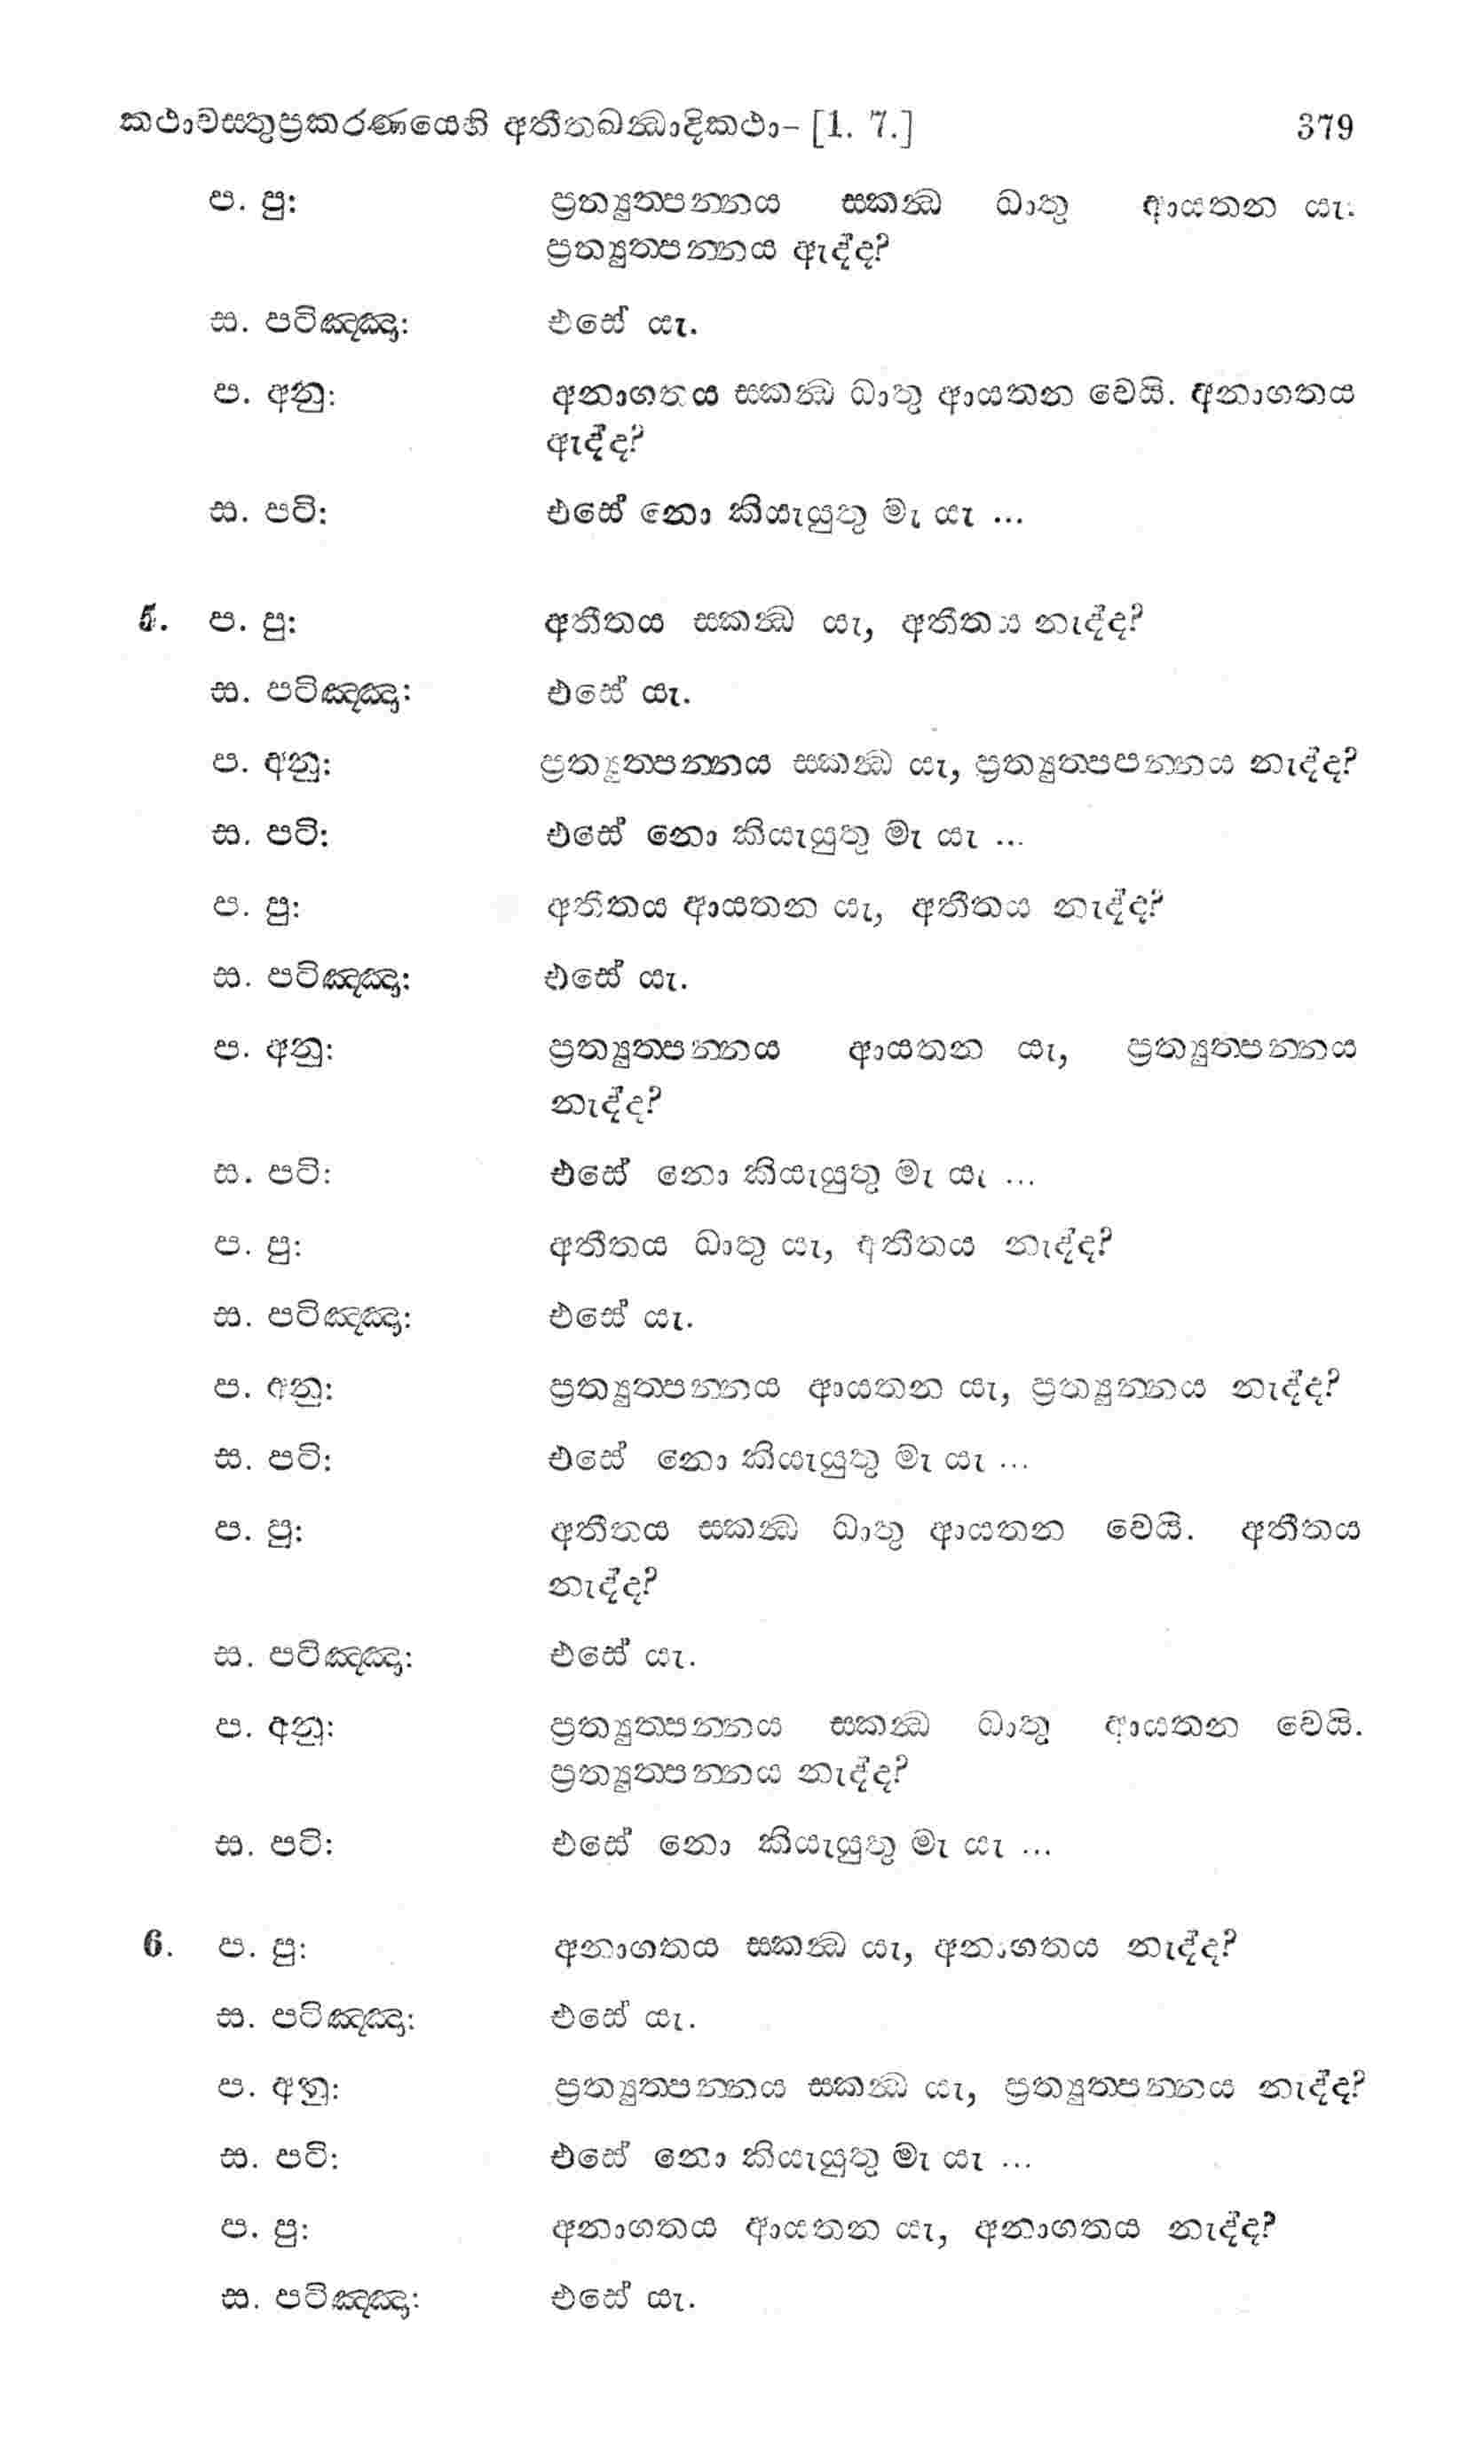 කථාවස්තුප්‍රකරණයෙහි අතීතඛන්‍ධාදිකථා- [1. 7.] 379
ප. පු: ප්‍රත්‍යුත්පන්නය ස්කන්‍ධ ධාතු ආයතන යැ.
ප්‍රත්‍යුත්පන්නය ඇද්ද?
ස. පටිඤ්ඤා: එසේ යැ.
ප. අනු: අනාගතය ස්කන්‍ධ ධාතු ආයතන වෙයි. අනාගතය
ඇද්ද?
ස. පටි: එසේ නො කියැයුතු මැ යැ ...
5. ප. පු: අතීතය ස්කන්‍ධ යැ, අතීතය නැද්ද?
ස. පටිඤ්ඤා: එසේ යැ.
ප. අනු: ප්‍රත්‍යුත්පන්නය ස්කන්‍ධ යැ, ප්‍රත්‍යුත්පපන්නය නැද්ද?
ස. පටි: එසේ නො කියැයුතු මැ යැ ...
ප. පු: අතීතය ආයතන යැ, අතීතය නැද්ද?
ස. පටිඤ්ඤා: එසේ යැ.
ප. අනු: ප්‍රත්‍යුත්පන්නය ආයතන යැ, ප්‍රත්‍යුත්පන්නය
නැද්ද?
ස. පටි: එසේ නො කියැයුතු මැ යැ ...
ප. පු: අතීතය ධාතු යැ, අතීතය නැද්ද?
ස. පටිඤ්ඤා: එසේ යැ.
ප. අනු: ප්‍රත්‍යුත්පන්නය ආයතන යැ, ප්‍රත්‍යුත්නය නැද්ද?
ස. පටි: එසේ නො කියැයුතු මැ යැ ...
ප. පු: අතීතය ස්කන්‍ධ ධාතු ආයතන වෙයි. අතීතය
නැද්ද?
ස. පටිඤ්ඤා: එසේ යැ.
ප. අනු: ප්‍රත්‍යුත්පන්නය ස්කන්‍ධ ධාතු ආයතන වෙයි.
ප්‍රත්‍යුත්පන්නය නැද්ද?
ස. පටි: එසේ නො කියැයුතු මැ යැ ...
6. ප. පු: අනාගතය ස්කන්‍ධ යැ, අනාගතය නැද්ද?
ස. පටිඤ්ඤා: එසේ යැ.
ප. අනු: ප්‍රත්‍යුත්පන්නය ස්කන්‍ධ යැ, ප්‍රත්‍යුත්පන්නය නැද්ද?
ස. පටි: එසේ නො කියැයුතු මැ යැ ...
ප. පු: අනාගතය ආයතන යැ, අනාගතය නැද්ද?
ස. පටිඤ්ඤා: එසේ යැ.